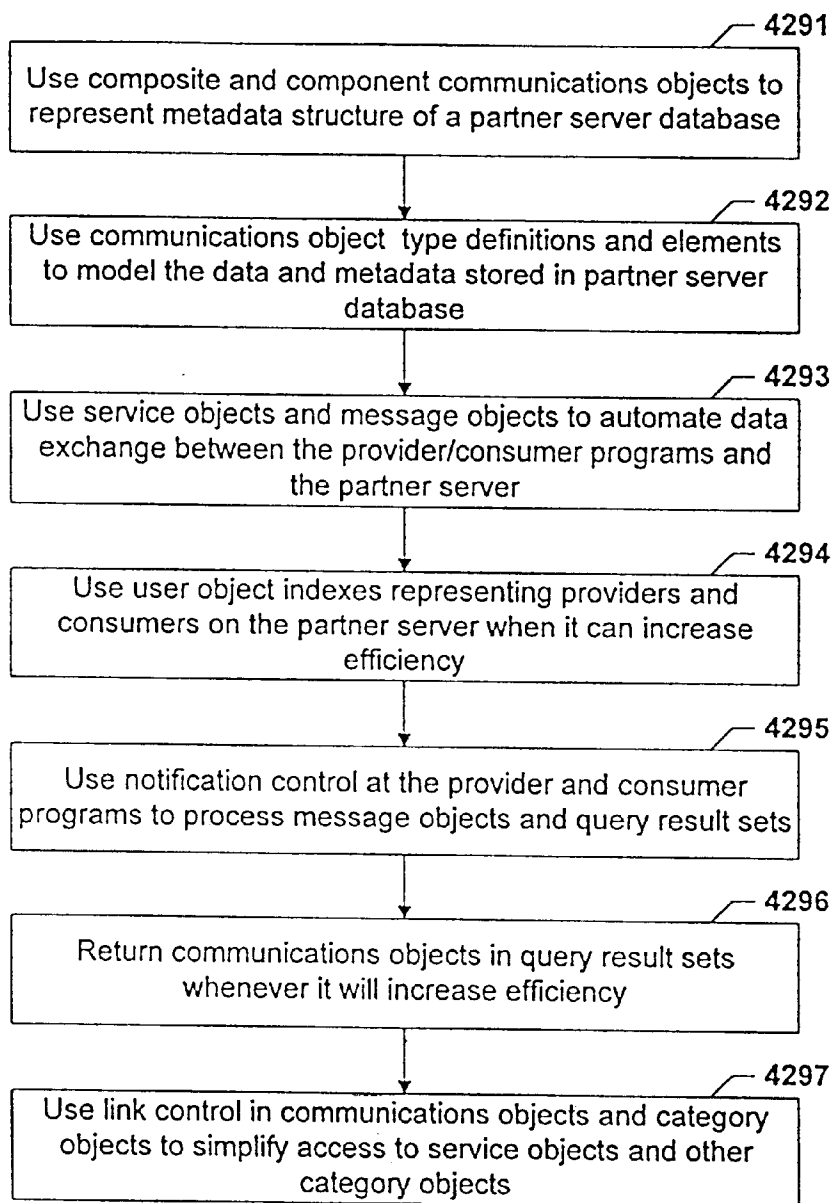 4291
Use composite and component communications objects to
represent metadata structure of a partner server database
4292
Use communications object type definitions and elements
to model the data and metadata stored in partner server
database
4293
Use service objects and message objects to automate data
exchange between the provider/consumer programs and
the partner server
4294
Use user object indexes representing providers and
consumers on the partner server when it can increase
efficiency
4295
Use notification control at the provider and consumer
programs to process message objects and query result sets
4296
Return communications objects in query result sets
whenever it will increase efficiency
4297
Use link control in communications objects and category
objects to simplify access to service objects and other
category objects